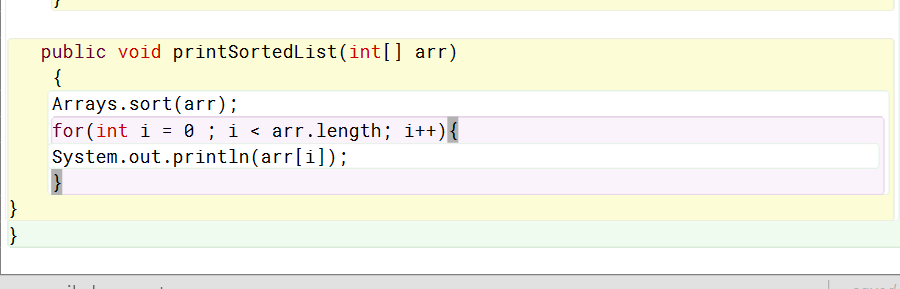 }
public void printSortedList(int[] arr)
{
Arrays.sort(arr);
for(int i = 0 ; i < arr.length; i++){
System.out.println(arr[i]);
}
}
}